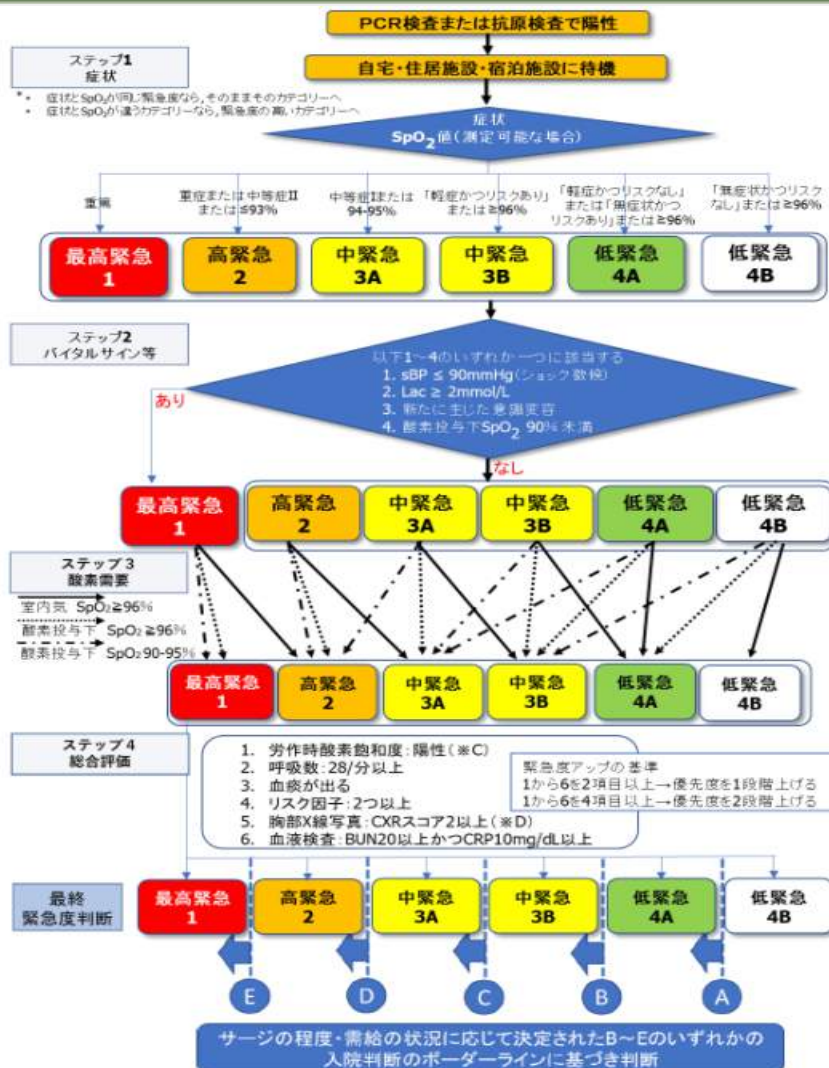 PCR検査または抗原検査で陽性
自宅・住居施設・宿泊施設に待機
ステップ1
症状
*• 症状とSpO₂が同じ緊急度なら,そのままそのカテゴリーへ
• 症状とSpO₂が違うカテゴリーなら,緊急度の高いカテゴリーへ
症状
SpO₂値(測定可能な場合)
重篤
重症または中等症II
または≦93%
中等症Iまたは
94-95%
「軽症かつリスクあり」
または≧96%
「軽症かつリスクなし」
または「無症状かつ
リスクあり」または≧96%
「無症状かつリスク
なし」または≧96%
最高緊急
1
高緊急
2
中緊急
3A
中緊急
3B
低緊急
4A
低緊急
4B
ステップ2
バイタルサイン等
以下1~4のいずれか一つに該当する
1. sBP ≤ 90mmHg(ショック数
2. Lac ≥ 2mmol/L
3. 新たに生じた意識変容
4. 酸素投与下SpO₂ 90%未満
あり
なし
最高緊急
1
高緊急
2
中緊急
3A
中緊急
3B
低緊急
4A
低緊急
4B
ステップ3
酸素需要
室内気 SpO₂≧96%
酸素投与下 SpO₂≧96%
酸素投与下 SpO₂90-95%
最高緊急
1
高緊急
2
中緊急
3A
中緊急
3B
低緊急
4A
低緊急
4B
ステップ4
総合評価
1. 労作時酸素飽和度:陽性(※C)
2. 呼吸数:28/分以上
3. 血痰が出る
4. リスク因子:2つ以上
5. 胸部X線写真:CXRスコア2以上(※D)
6. 血液検査:BUN20以上かつCRP10mg/dL以上
緊急度アップの基準
1から6を2項目以上→優先度を1段階上げる
1から6を4項目以上→優先度を2段階上げる
最終
緊急度判断
最高緊急
1
高緊急
2
中緊急
3A
中緊急
3B
低緊急
4A
低緊急
4B
E
D
C
B
A
サージの程度・需給の状況に応じて決定されたB~Eのいずれかの
入院判断のボーダーラインに基づき判断